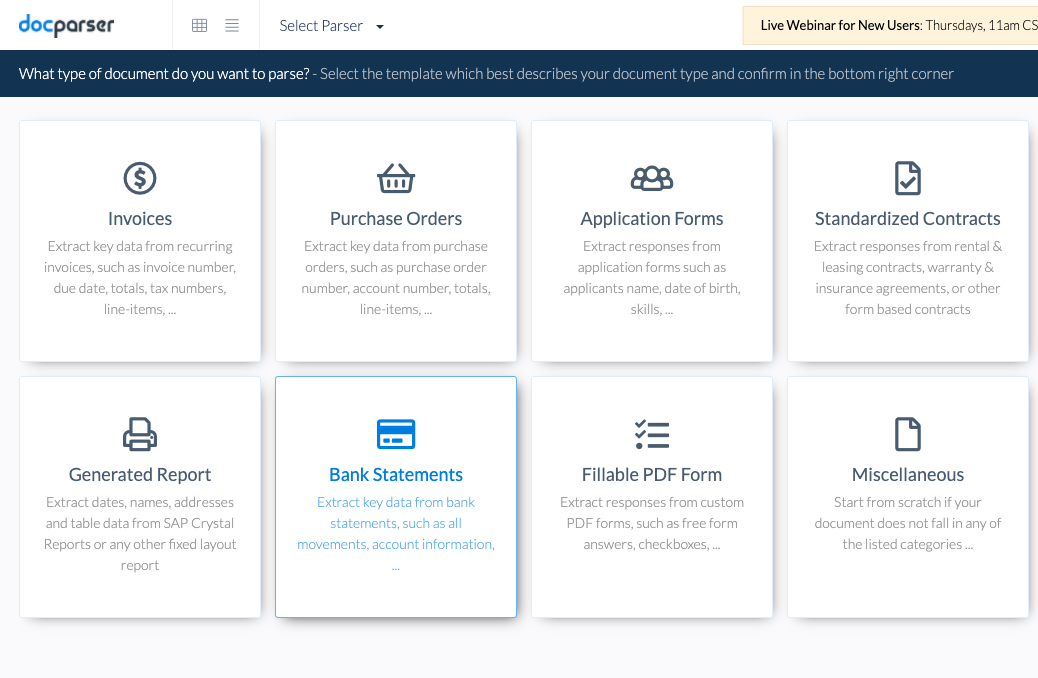 docparser
Select Parser
Live Webinar for New Users: Thursdays, 11am CS
What type of document do you want to parse? - Select the template which best describes your document type and confirm in the bottom right corner
Invoices
Extract key data from recurring
invoices, such as invoice number,
due date, totals, tax numbers,
line-items, ...
Purchase Orders
Extract key data from purchase
orders, such as purchase order
number, account number, totals,
line-items, ...
Application Forms
Extract responses from
application forms such as
applicants name, date of birth,
skills, ...
Standardized Contracts
Extract responses from rental &
leasing contracts, warranty &
insurance agreements, or other
form based contracts
Generated Report
Extract dates, names, addresses
and table data from SAP Crystal
Reports or any other fixed layout
report
Bank Statements
Extract key data from bank
statements, such as all
movements, account information,
...
Fillable PDF Form
Extract responses from custom
PDF forms, such as free form
answers, checkboxes, ...
Miscellaneous
Start from scratch if your
document does not fall in any of
the listed categories ...